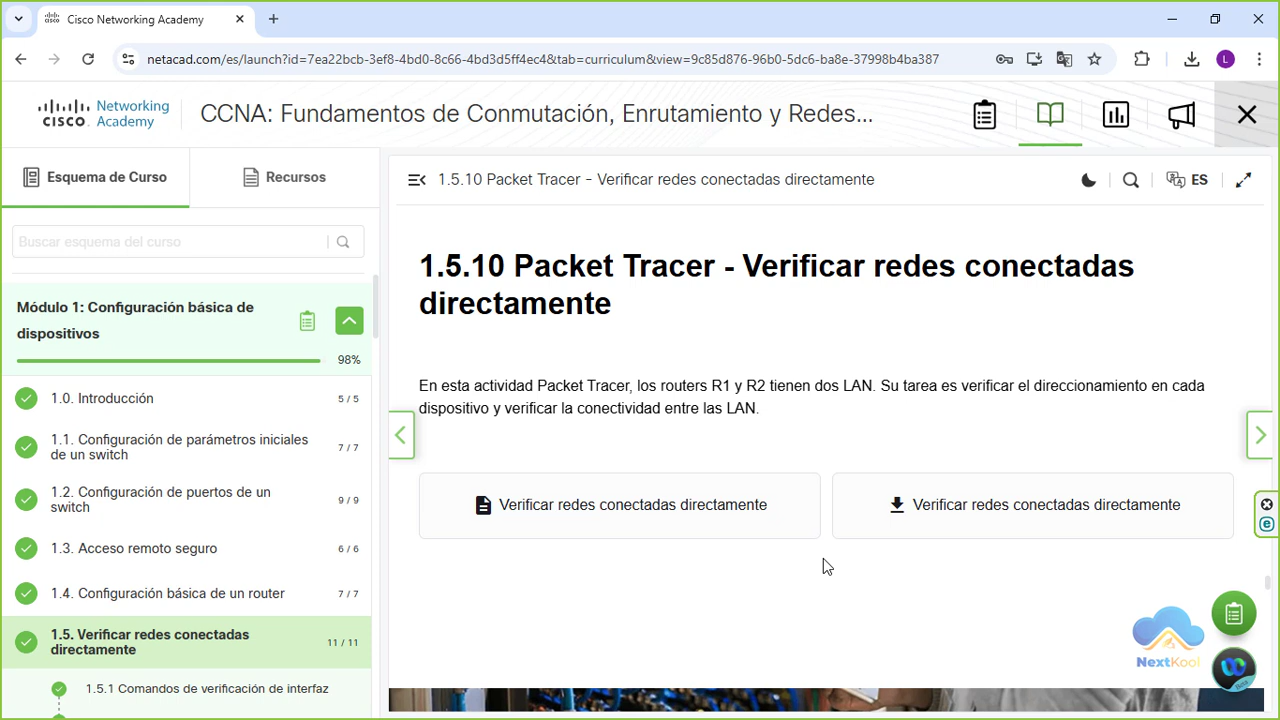 Cisco Networking Academy
netacad.com/es/launch?id=7ea22bcb-3ef8-4bd0-8c66-4bd3d5ffdec4&tab=curriculum&view=9c85d876-96b0-5dc6-ba8e-37998b4ba387
L
CISCO Networking Academy
CCNA: Fundamentos de Conmutación, Enrutamiento y Redes...
Esquema de Curso
Recursos
1.5.10 Packet Tracer - Verificar redes conectadas directamente
ES
Buscar esquema del curso
Módulo 1: Configuración básica de
dispositivos
98%
1.0. Introducción
5 / 5
1.1. Configuración de parámetros iniciales
de un switch
7 / 7
1.2. Configuración de puertos de un
switch
9 / 9
1.3. Acceso remoto seguro
6 / 6
1.4. Configuración básica de un router
7 / 7
1.5. Verificar redes conectadas
directamente
11 / 11
1.5.1 Comandos de verificación de interfaz
1.5.10 Packet Tracer - Verificar redes conectadas
directamente
En esta actividad Packet Tracer, los routers R1 y R2 tienen dos LAN. Su tarea es verificar el direccionamiento en cada
dispositivo y verificar la conectividad entre las LAN.
Verificar redes conectadas directamente
Verificar redes conectadas directamente
NextKool